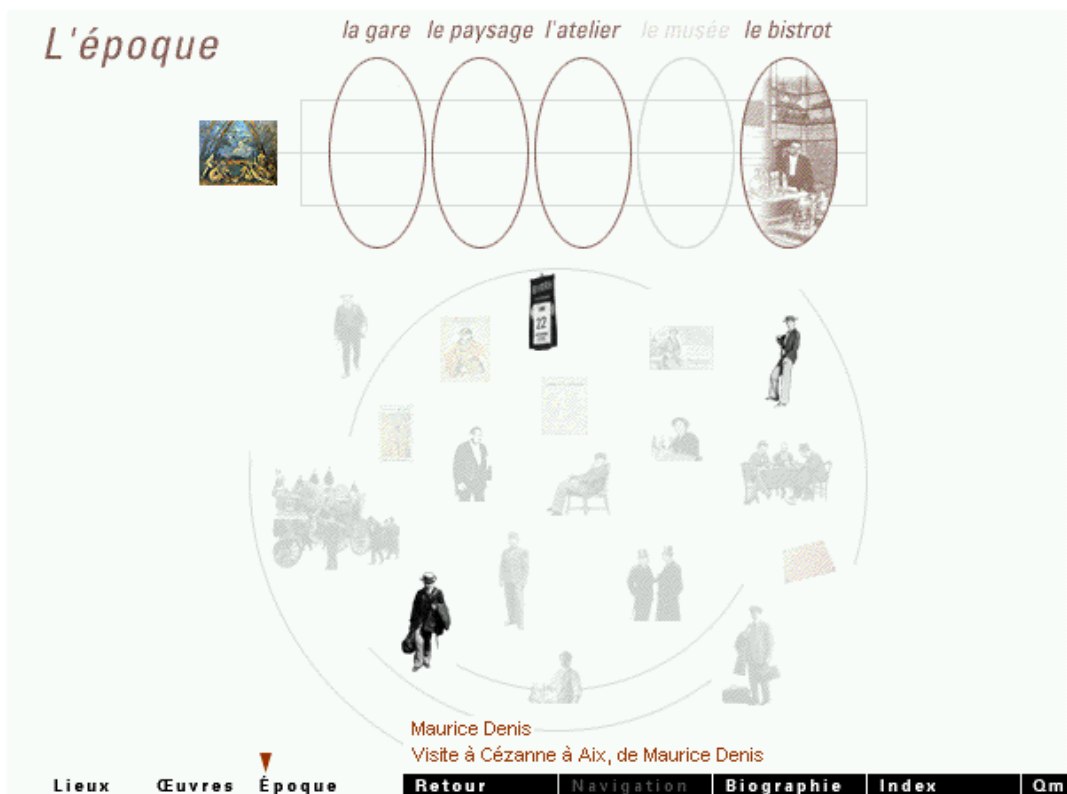 L'époque
la gare le paysage l'atelier le musée le bistrot
22
Maurice Denis
Visite à Cézanne à Aix, de Maurice Denis
Lieux Œuvres Époque Retour Navigation Biographie Index Qm